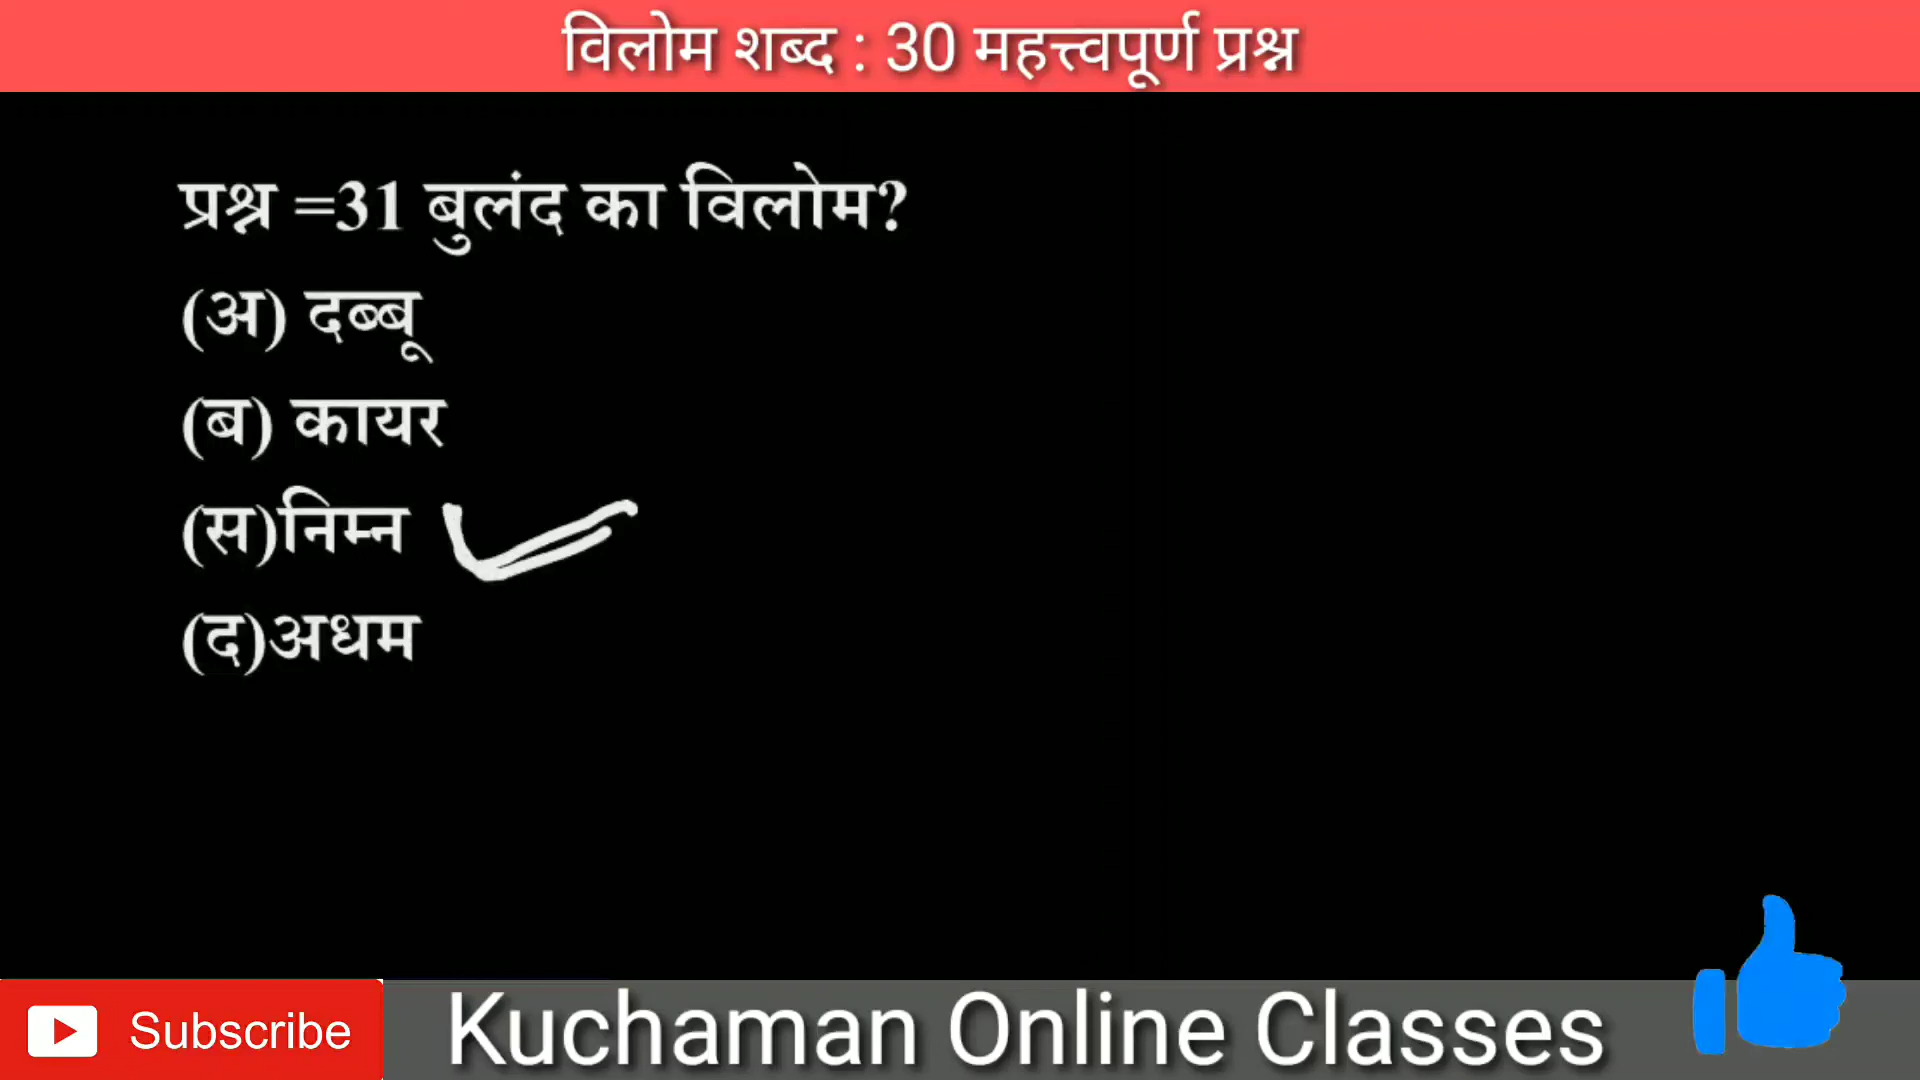 विलोम शब्द : 30 महत्त्वपूर्ण प्रश्न
प्रश्न =31 बुलंद का विलोम?
(अ) दब्बू
(ब) कायर
(स)निम्न
(द)अधम
Subscribe
Kuchaman Online Classes